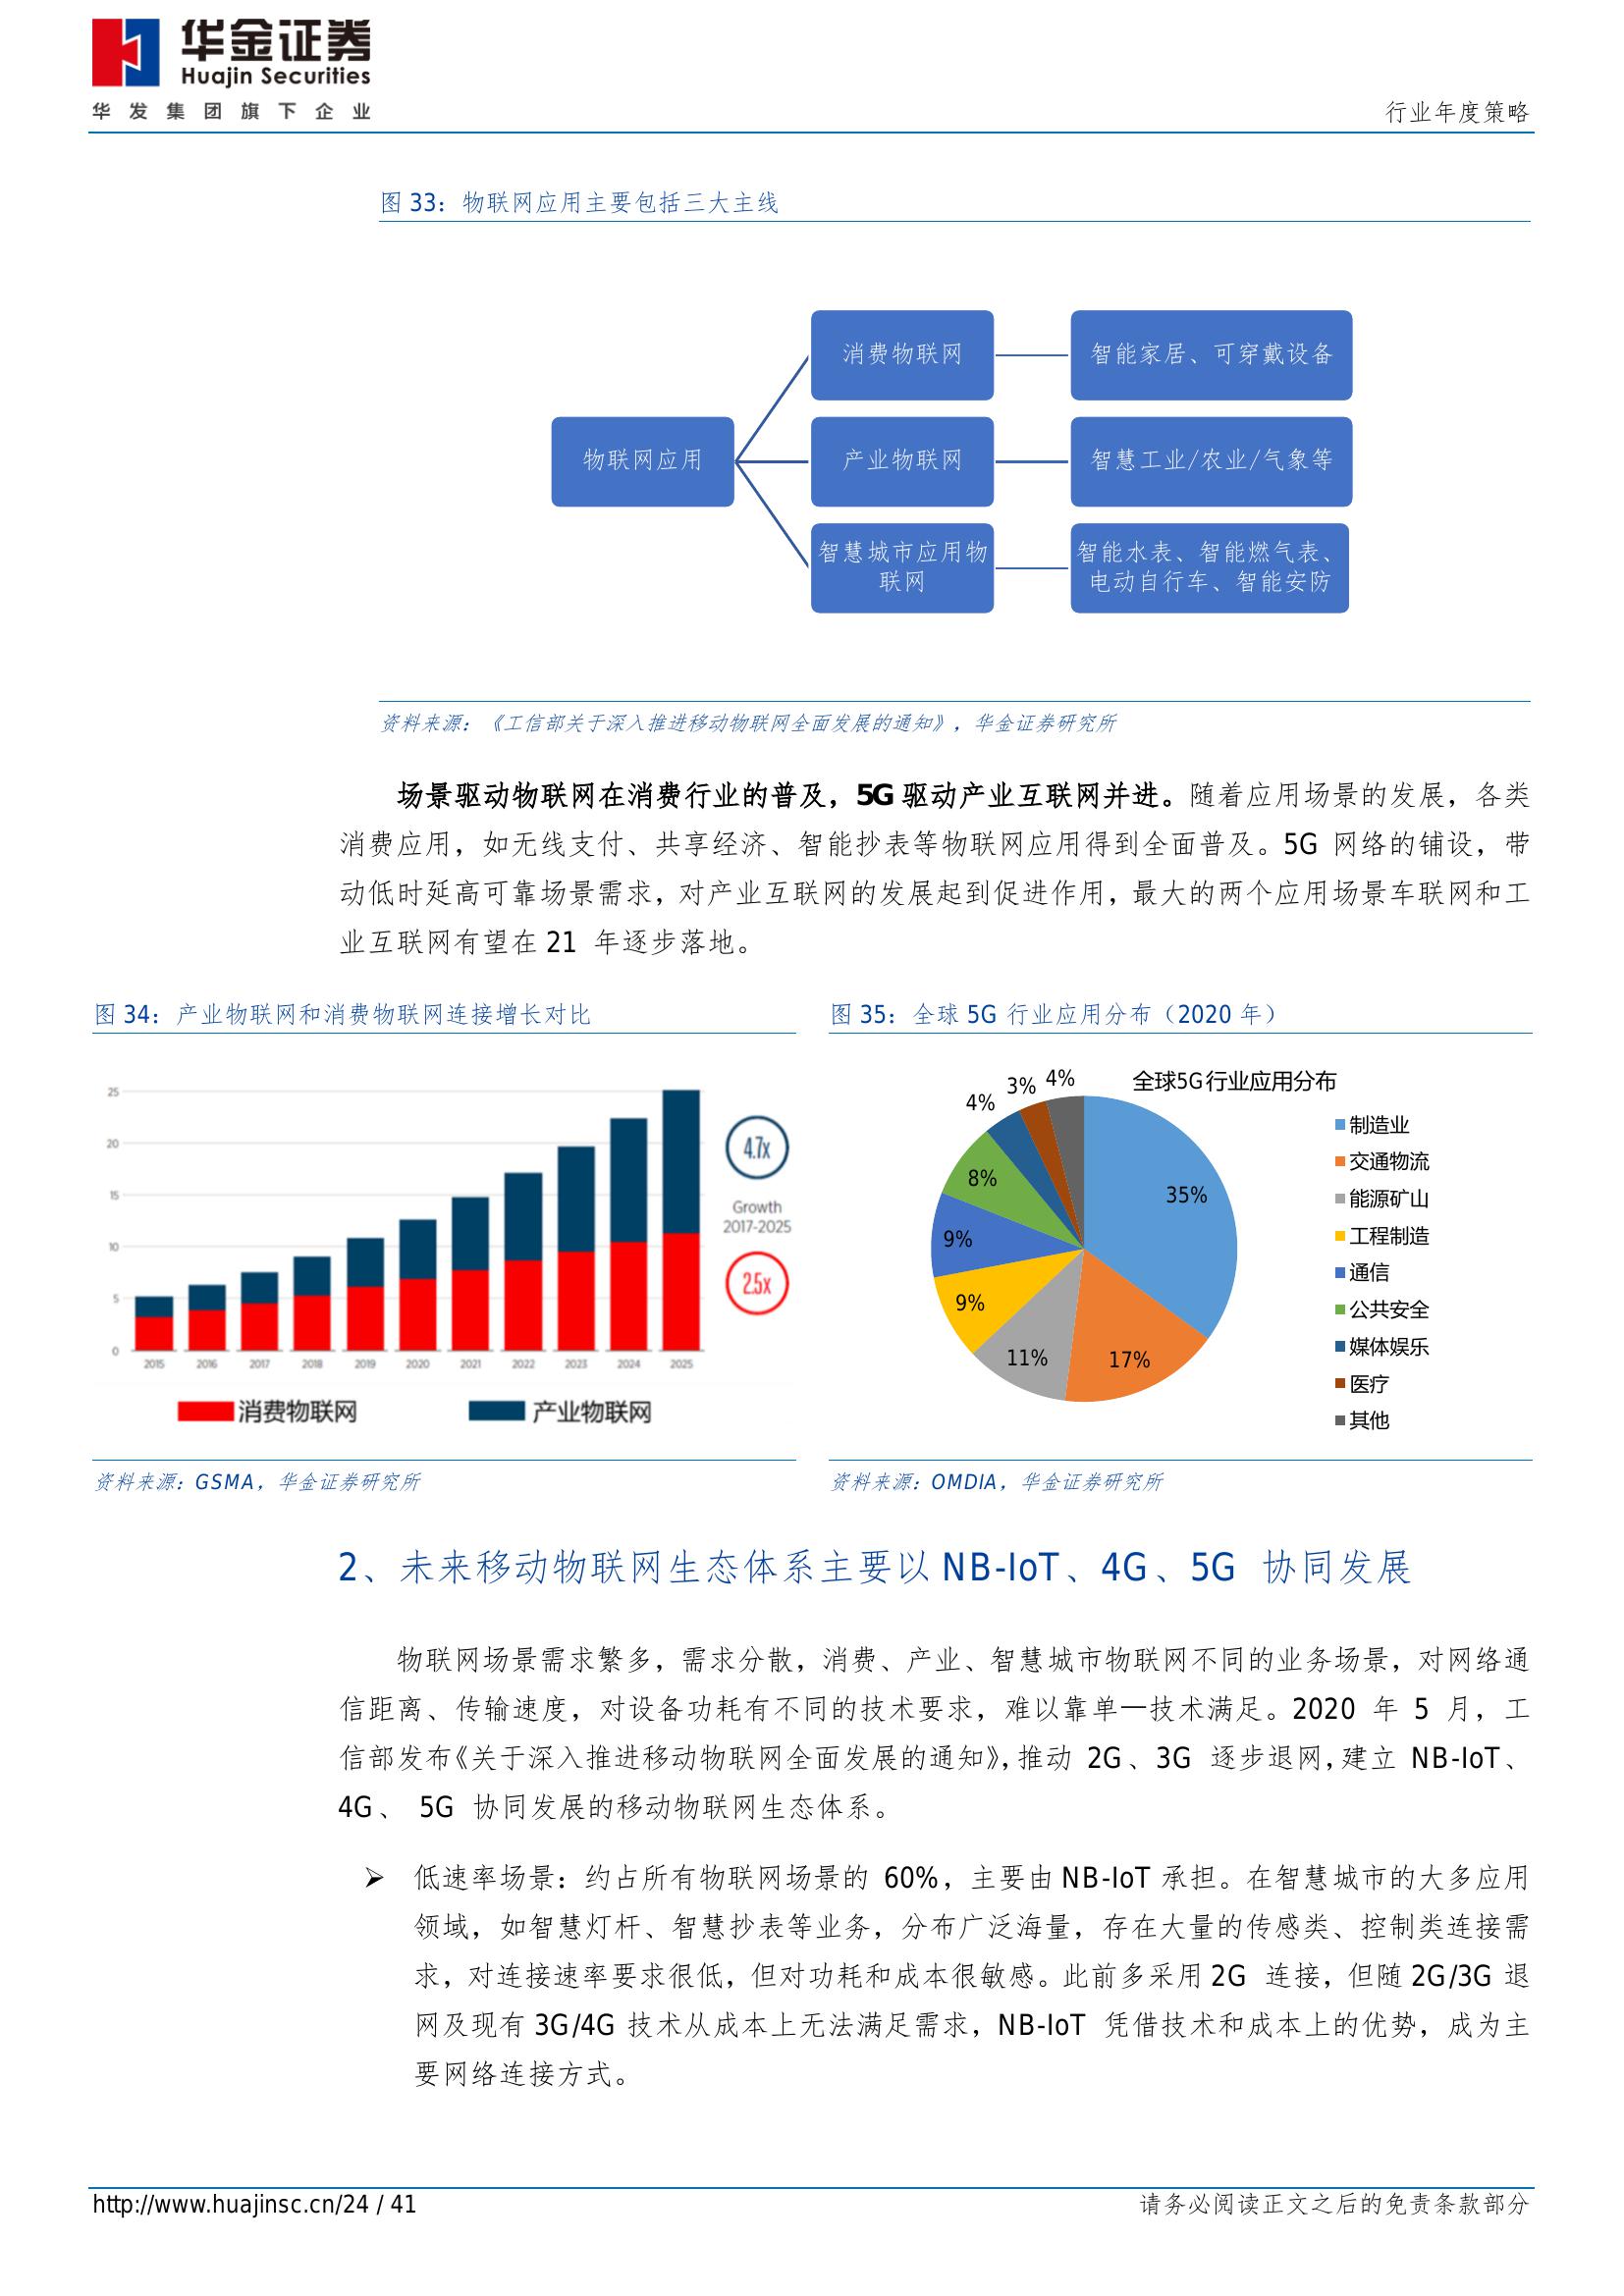 华金证券
Huajin Securities
华发集团旗下企业
行业年度策略
图 33：物联网应用主要包括三大主线
物联网应用
消费物联网
智能家居、可穿戴设备
产业物联网
智慧工业/农业/气象等
智慧城市应用物
联网
智能水表、智能燃气表、
电动自行车、智能安防
资料来源：《工信部关于深入推进移动物联网全面发展的通知》，华金证券研究所
场景驱动物联网在消费行业的普及，5G 驱动产业互联网并进。随着应用场景的发展，各类
消费应用，如无线支付、共享经济、智能抄表等物联网应用得到全面普及。5G 网络的铺设，带
动低时延高可靠场景需求，对产业互联网的发展起到促进作用，最大的两个应用场景车联网和工
业互联网有望在 21 年逐步落地。
图 34：产业物联网和消费物联网连接增长对比
25
20
15
10
5
0
2015 2016 2017 2018 2019 2020 2021 2022 2023 2024 2025
4.7x
Growth
2017-2025
2.5x
消费物联网 产业物联网
资料来源：GSMA，华金证券研究所
图 35：全球 5G 行业应用分布（2020 年）
全球5G行业应用分布
35%
17%
11%
9%
9%
8%
4%
3%
4%
制造业
交通物流
能源矿山
工程制造
通信
公共安全
媒体娱乐
医疗
其他
资料来源：OMDIA，华金证券研究所
2、未来移动物联网生态体系主要以 NB-IoT、4G、5G 协同发展
物联网场景需求繁多，需求分散，消费、产业、智慧城市物联网不同的业务场景，对网络通
信距离、传输速度，对设备功耗有不同的技术要求，难以靠单一技术满足。2020 年 5 月，工
信部发布《关于深入推进移动物联网全面发展的通知》，推动 2G、3G 逐步退网，建立 NB-IoT、
4G、 5G 协同发展的移动物联网生态体系。
➢ 低速率场景：约占所有物联网场景的 60%，主要由 NB-IoT 承担。在智慧城市的大多应用
领域，如智慧灯杆、智慧抄表等业务，分布广泛海量，存在大量的传感类、控制类连接需
求，对连接速率要求很低，但对功耗和成本很敏感。此前多采用 2G 连接，但随 2G/3G 退
网及现有 3G/4G 技术从成本上无法满足需求，NB-IoT 凭借技术和成本上的优势，成为主
要网络连接方式。
http://www.huajinsc.cn/24 / 41
请务必阅读正文之后的免责条款部分